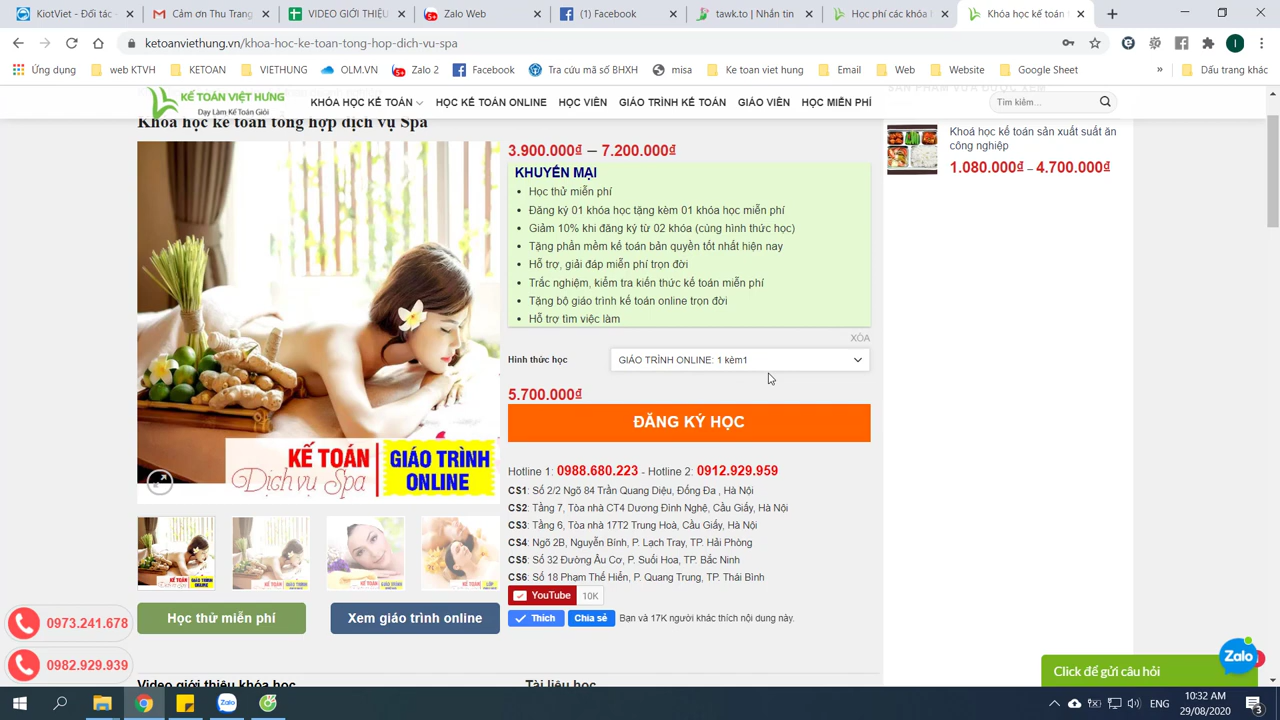 KiotViet - Đối tác -
Cảm ơn Thu Trang
VIDEO GIỚI THIỆU
Zalo Web
(1) Facebook
tawk.to | Nhắn tin
Học phí các khóa
Khóa học kế toán
ketoanviethung.vn/khoa-hoc-ke-toan-tong-hop-dich-vu-spa
Ứng dụng
web KTVH
KETOAN
VIETHUNG
OLM.VN
Zalo 2
Facebook
Tra cứu mã số BHXH
misa
Ke toan viet hung
Email
Web
Website
Google Sheet
»
Dấu trang khác
KẾ TOÁN VIỆT HƯNG
Dạy Làm Kế Toán Giỏi
KHÓA HỌC KẾ TOÁN
HỌC KẾ TOÁN ONLINE
HỌC VIÊN
GIÁO TRÌNH KẾ TOÁN
GIÁO VIÊN
HỌC MIỄN PHÍ
Tìm kiếm...
SẢN PHẨM VỪA ĐƯỢC XEM
Khóa học kế toán tổng hợp dịch vụ Spa
3.900.000₫ – 7.200.000₫
KHUYẾN MẠI
Học thử miễn phí
Đăng ký 01 khóa học tặng kèm 01 khóa học miễn phí
Giảm 10% khi đăng ký từ 02 khóa (cùng hình thức học)
Tặng phần mềm kế toán bản quyền tốt nhất hiện nay
Hỗ trợ, giải đáp miễn phí trọn đời
Trắc nghiệm, kiểm tra kiến thức kế toán miễn phí
Tặng bộ giáo trình kế toán online trọn đời
Hỗ trợ tìm việc làm
XÓA
Hình thức học
GIÁO TRÌNH ONLINE: 1 kèm1
5.700.000₫
ĐĂNG KÝ HỌC
Hotline 1: 0988.680.223 - Hotline 2: 0912.929.959
CS1: Số 2/2 Ngõ 84 Trần Quang Diệu, Đống Đa , Hà Nội
CS2: Tầng 7, Tòa nhà CT4 Dương Đình Nghệ, Cầu Giấy, Hà Nội
CS3: Tầng 6, Tòa nhà 17T2 Trung Hoà, Cầu Giấy, Hà Nội
CS4: Ngõ 2B, Nguyễn Bình, P. Lạch Tray, TP. Hải Phòng
CS5: Số 32 Đường Âu Cơ, P. Suối Hoa, TP. Bắc Ninh
CS6: Số 18 Phạm Thế Hiển, P. Quang Trung, TP. Thái Bình
YouTube 10K
Thích
Chia sẻ
Bạn và 17K người khác thích nội dung này.
Khoá học kế toán sản xuất suất ăn
công nghiệp
1.080.000₫ – 4.700.000₫
KẾ TOÁN
Dịch vụ Spa
GIÁO TRÌNH
ONLINE
Học thử miễn phí
Xem giáo trình online
0973.241.678
0982.929.939
Video giới thiệu khóa học
Tài liệu học
Click để gửi câu hỏi
Zalo
ENG
10:32 AM
29/08/2020
3